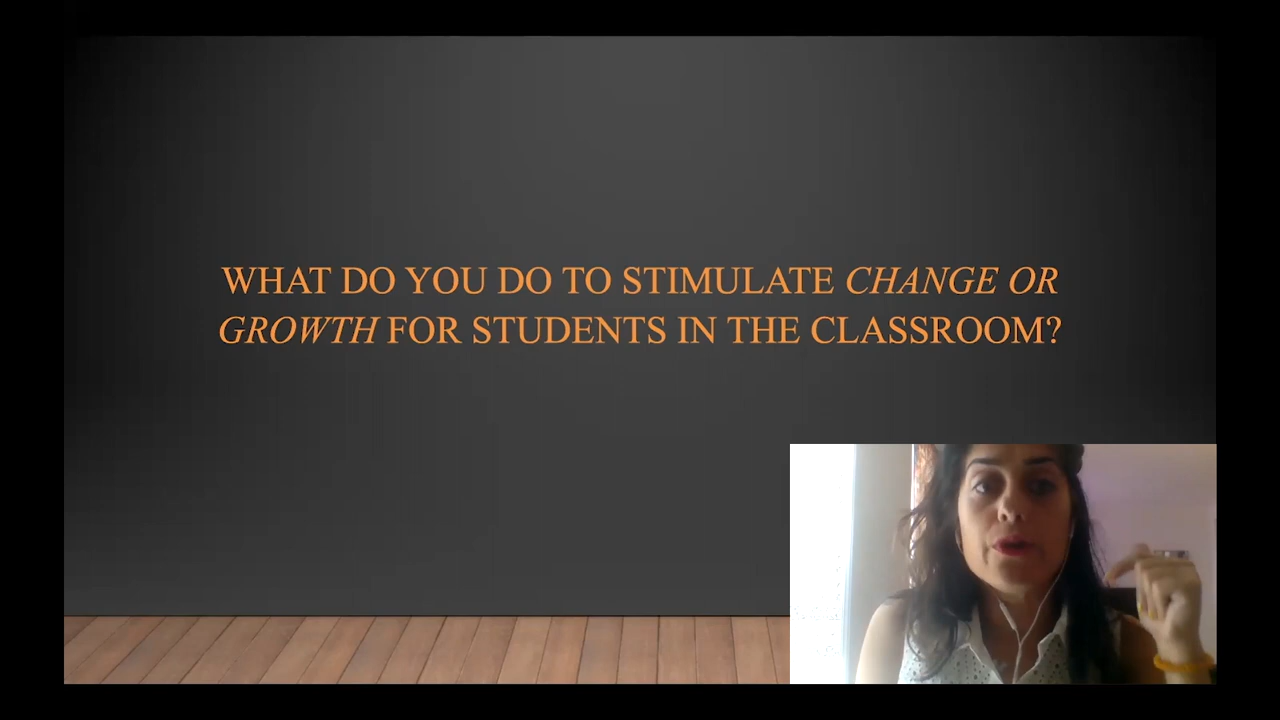 WHAT DO YOU DO TO STIMULATE CHANGE OR
GROWTH FOR STUDENTS IN THE CLASSROOM?